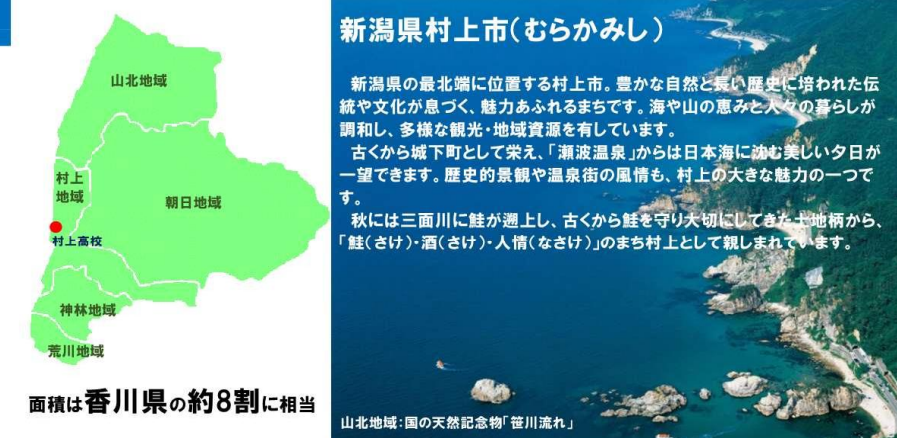 山北地域
村上
地域
朝日地域
村上高校
神林地域
荒川地域
面積は香川県の約8割に相当
新潟県村上市(むらかみし)
新潟県の最北端に位置する村上市。豊かな自然と長い歴史に培われた伝
統や文化が息づく、魅力あふれるまちです。海や山の恵みと人々の暮らしが
調和し、多様な観光・地域資源を有しています。
古くから城下町として栄え、「瀬波温泉」からは日本海に沈む美しい夕日が
一望できます。歴史的景観や温泉街の風情も、村上の大きな魅力の一つで
す。
秋には三面川に鮭が遡上し、古くから鮭を守り大切にしてきた土地柄から、
「鮭(さけ)・酒(さけ)・人情(なさけ)」のまち村上として親しまれています。
山北地域:国の天然記念物「笹川流れ」